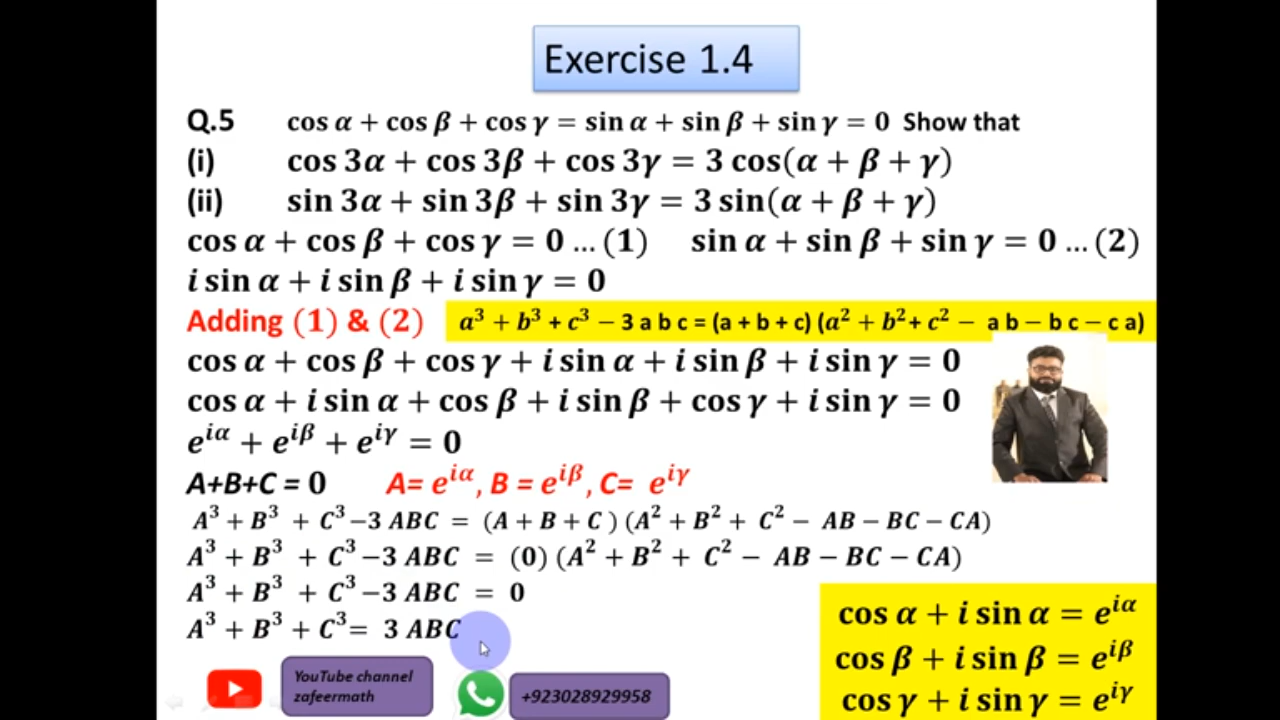 Exercise 1.4
Q.5 cos α + cos β + cos γ = sin α + sin β + sin γ = 0 Show that
(i) cos 3α + cos 3β + cos 3γ = 3 cos(α + β + γ)
(ii) sin 3α + sin 3β + sin 3γ = 3 sin(α + β + γ)
cos α + cos β + cos γ = 0 … (1) sin α + sin β + sin γ = 0 … (2)
i sin α + i sin β + i sin γ = 0
Adding (1) & (2) a³ + b³ + c³ − 3 a b c = (a + b + c) (a² + b² + c² − a b − b c − c a)
cos α + cos β + cos γ + i sin α + i sin β + i sin γ = 0
cos α + i sin α + cos β + i sin β + cos γ + i sin γ = 0
e^{iα} + e^{iβ} + e^{iγ} = 0
A+B+C = 0 A= e^{iα}, B = e^{iβ}, C= e^{iγ}
A³ + B³ + C³ −3 ABC = (A + B + C ) (A² + B² + C² − AB − BC − CA)
A³ + B³ + C³ −3 ABC = (0) (A² + B² + C² − AB − BC − CA)
A³ + B³ + C³ −3 ABC = 0
A³ + B³ + C³ = 3 ABC
cos α + i sin α = e^{iα}
cos β + i sin β = e^{iβ}
cos γ + i sin γ = e^{iγ}
YouTube channel
zafeermath
+923028929958